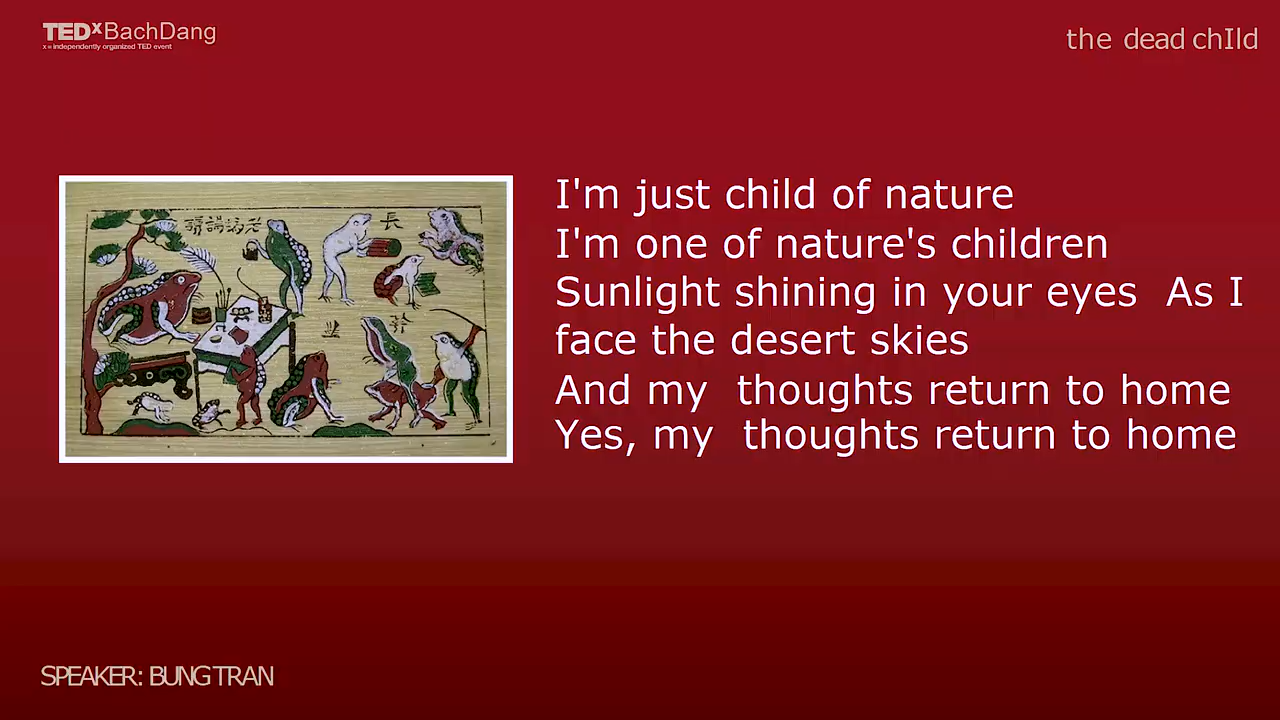 TEDxBachDang
x = independently organized TED event
the dead chIld
I'm just child of nature
I'm one of nature's children
Sunlight shining in your eyes As I
face the desert skies
And my thoughts return to home
Yes, my thoughts return to home
長
SPEAKER: BUNG TRAN